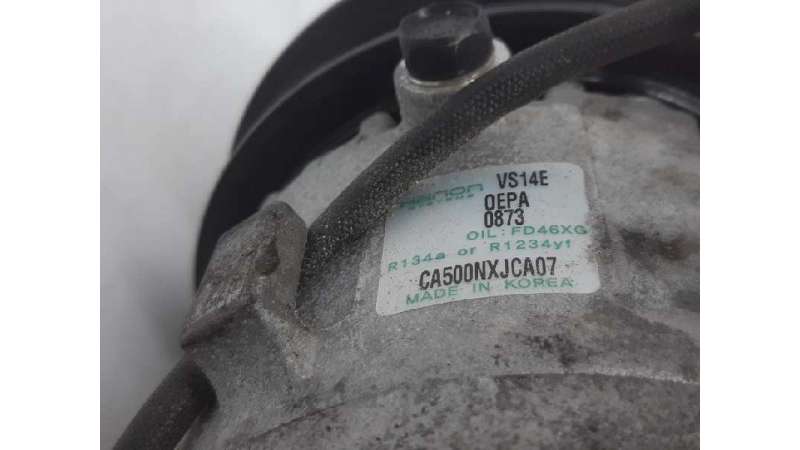 VS14E
OEPA
0873
OIL: FD46XG
R134a or R1234yf
CA500NXJCA07
MADE IN KOREA